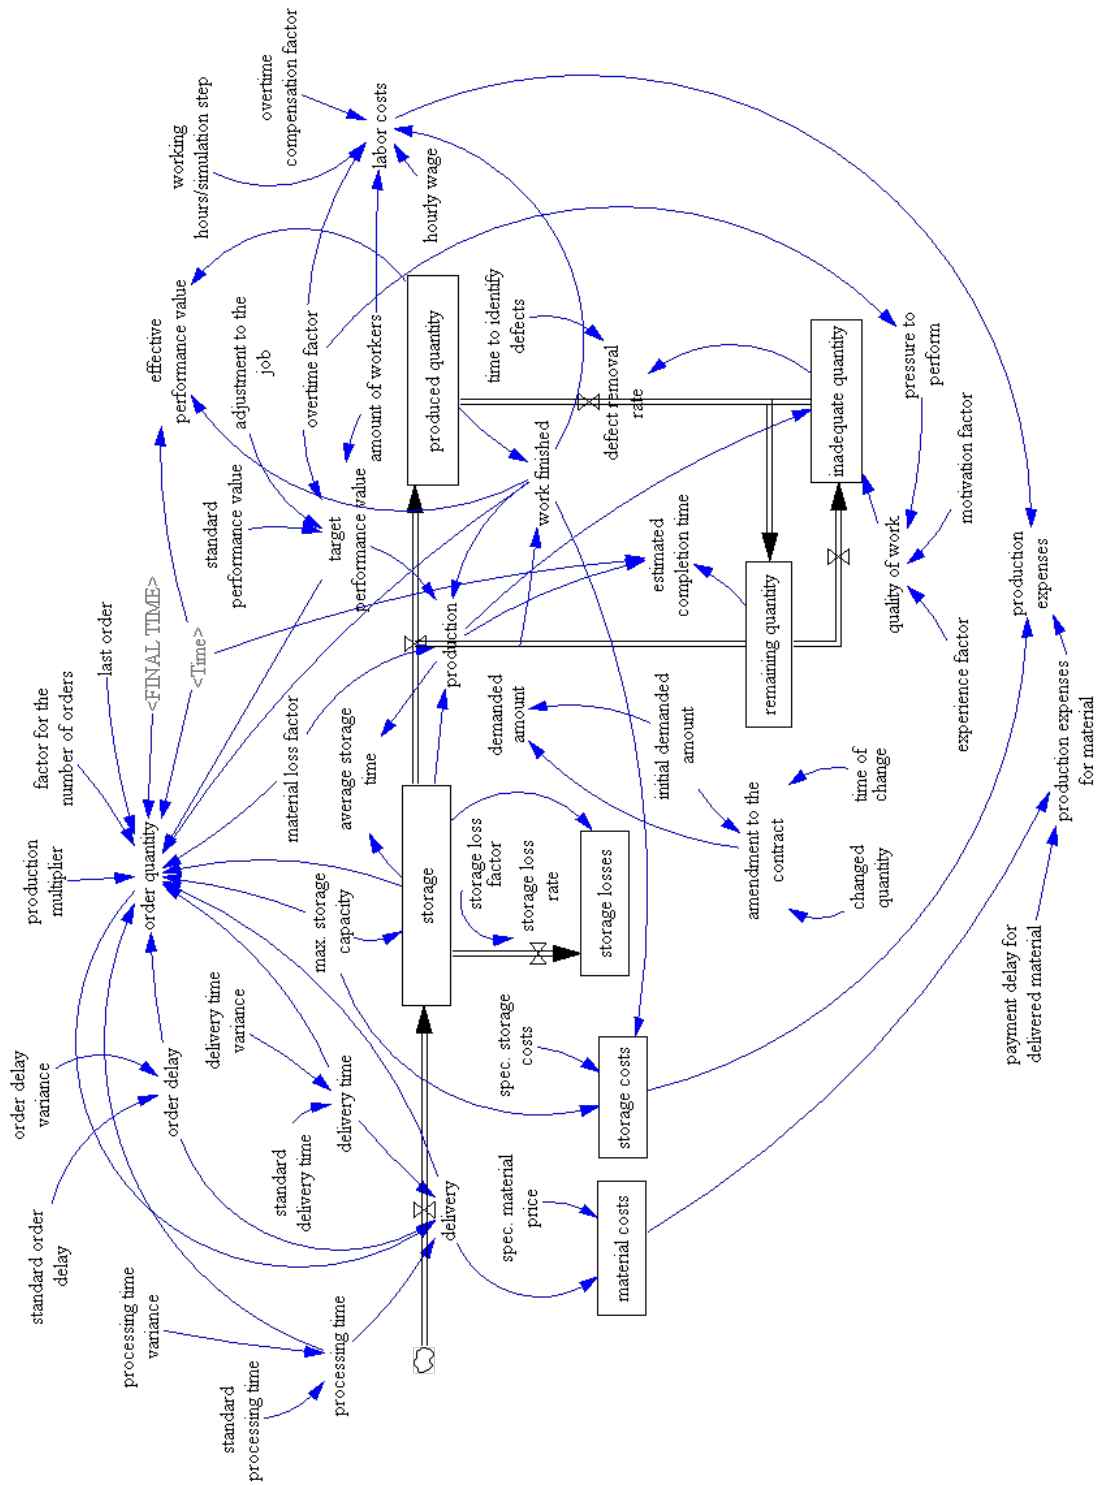 standard
processing time
processing time
variance
processing time
standard order
delay
order delay
variance
order delay
standard
delivery time
delivery time
variance
delivery time
delivery
production
multiplier
factor for the
number of orders
last order
<FINAL TIME>
<Time>
order quantity
max. storage
capacity
material loss factor
average storage
time
storage
storage loss
factor
storage loss
rate
storage losses
spec. material
price
material costs
spec. storage
costs
storage costs
standard
performance value
adjustment to the
job
effective
performance value
target
performance value
overtime factor
amount of workers
working
hours/simulation step
overtime
compensation factor
labor costs
hourly wage
production
produced quantity
work finished
time to identify
defects
defect removal
rate
estimated
completion time
demanded
amount
initial demanded
amount
amendment to the
contract
changed
quantity
time of
change
remaining quantity
inadequate quantity
quality of work
pressure to
perform
motivation factor
experience factor
production
expenses
production expenses
for material
payment delay for
delivered material